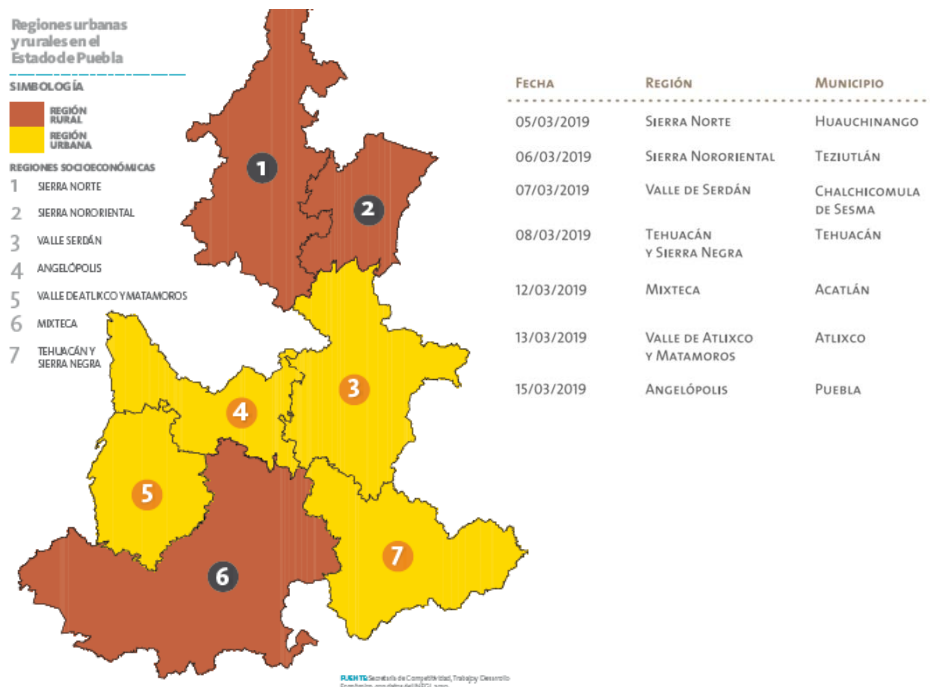 Regiones urbanas
y rurales en el
Estado de Puebla
SIMBOLOGÍA
REGIÓN
RURAL
REGIÓN
URBANA
REGIONES SOCIOECONÓMICAS
1 SIERRA NORTE
2 SIERRA NORORIENTAL
3 VALLE SERDÁN
4 ANGELÓPOLIS
5 VALLE DE ATLIXCO Y MATAMOROS
6 MIXTECA
7 TEHUACÁN Y
SIERRA NEGRA
1
2
3
4
5
6
7
FUENTE: Secretaría de Competitividad, Trabajo y Desarrollo
FECHA REGIÓN MUNICIPIO
05/03/2019 SIERRA NORTE HUAUCHINANGO
06/03/2019 SIERRA NORORIENTAL TEZIUTLÁN
07/03/2019 VALLE DE SERDÁN CHALCHICOMULA
DE SESMA
08/03/2019 TEHUACÁN TEHUACÁN
Y SIERRA NEGRA
12/03/2019 MIXTECA ACATLÁN
13/03/2019 VALLE DE ATLIXCO ATLIXCO
Y MATAMOROS
15/03/2019 ANGELÓPOLIS PUEBLA